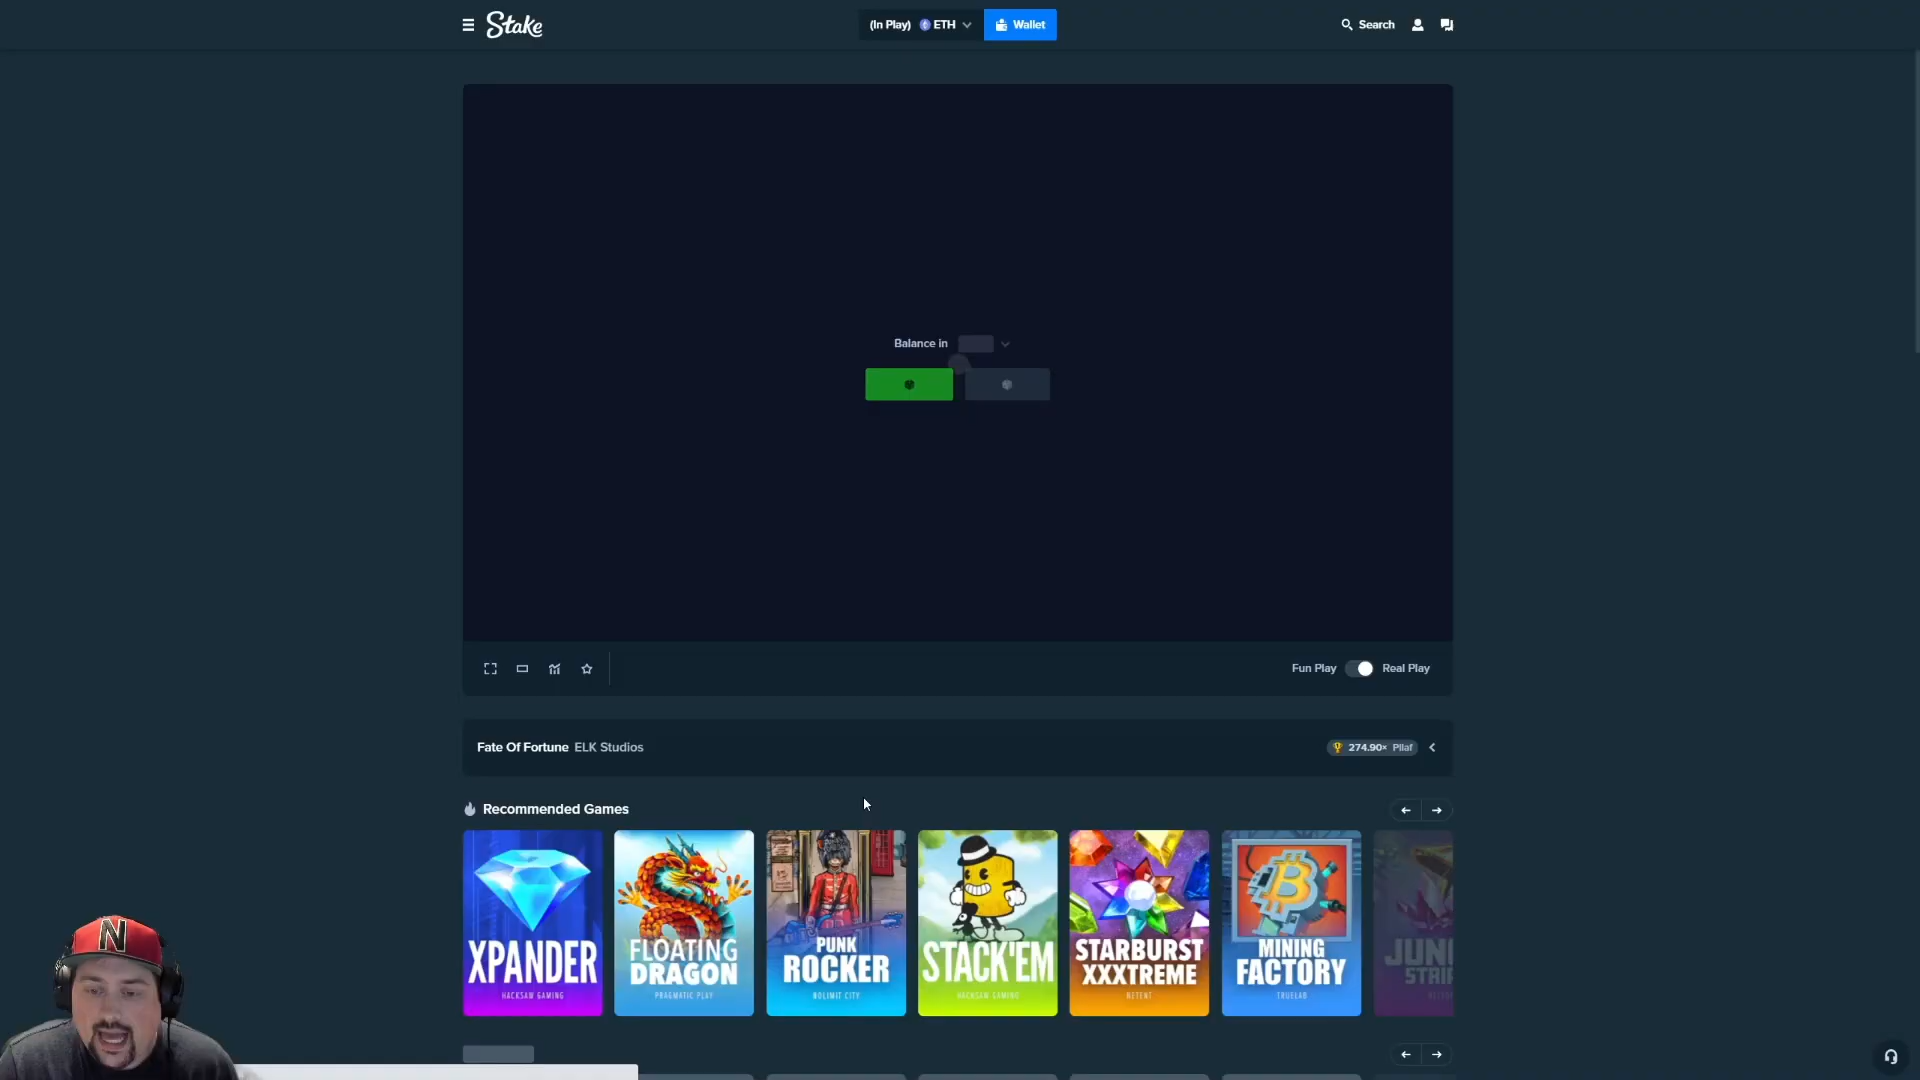 Stake
(In Play) ETH
Wallet
Search
Balance in
Fun Play
Real Play
Fate Of Fortune ELK Studios
274.90× Pllaf
Recommended Games
XPANDER
HACKSAW GAMING
FLOATING
DRAGON
PRAGMATIC PLAY
PUNK
ROCKER
NOLIMIT CITY
STACK'EM
HACKSAW GAMING
STARBURST
XXXTREME
NETENT
MINING
FACTORY
TRUELAB
N